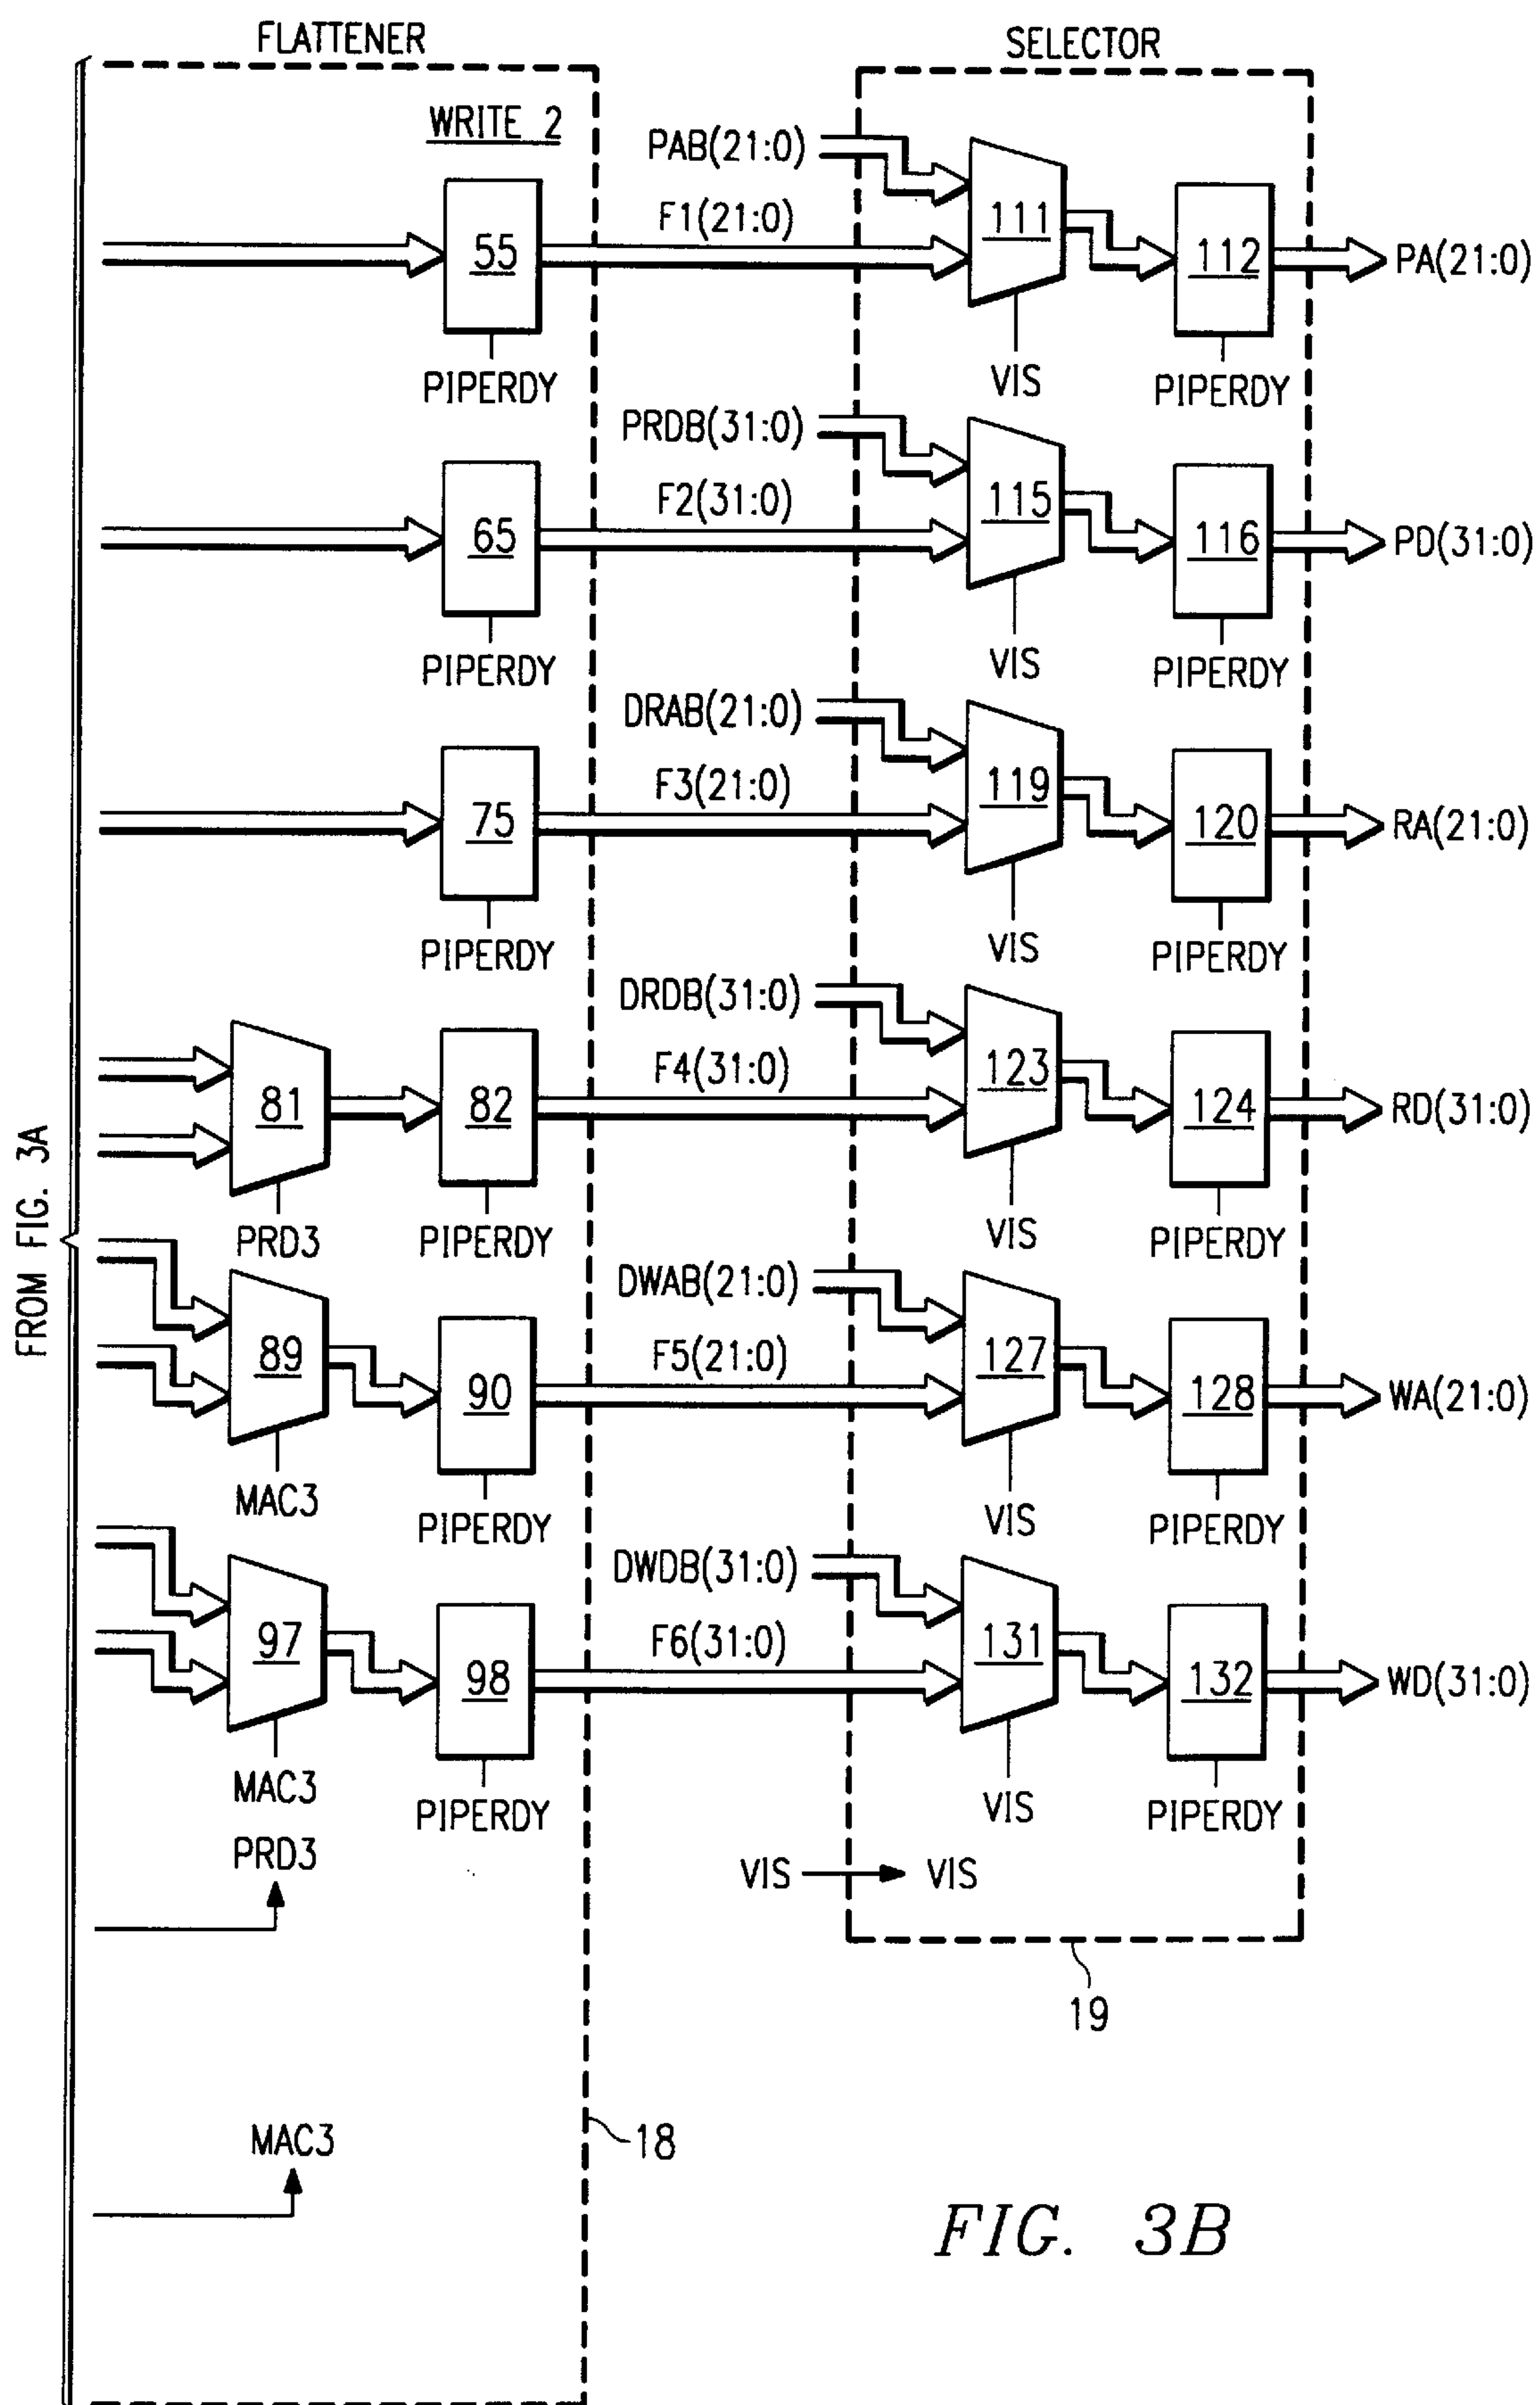 FLATTENER
SELECTOR
WRITE 2
PAB(21:0)
F1(21:0)
55
111
112
PA(21:0)
PIPERDY
VIS
PIPERDY
PRDB(31:0)
F2(31:0)
65
115
116
PD(31:0)
PIPERDY
VIS
PIPERDY
DRAB(21:0)
F3(21:0)
75
119
120
RA(21:0)
PIPERDY
VIS
PIPERDY
DRDB(31:0)
F4(31:0)
81
82
123
124
RD(31:0)
PRD3
PIPERDY
VIS
PIPERDY
FROM FIG. 3A
DWAB(21:0)
F5(21:0)
89
90
127
128
WA(21:0)
MAC3
PIPERDY
VIS
PIPERDY
DWDB(31:0)
F6(31:0)
97
98
131
132
WD(31:0)
MAC3
PIPERDY
VIS
PIPERDY
PRD3
VIS
VIS
19
MAC3
18
FIG. 3B